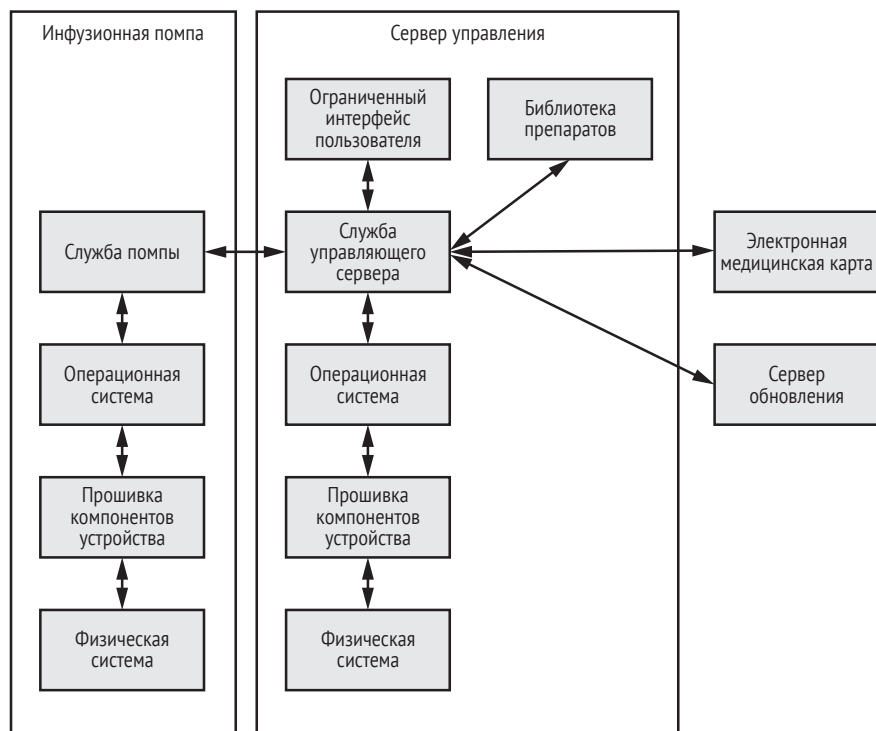 Инфузионная помпа
Сервер управления
Ограниченный
интерфейс
пользователя
Библиотека
препаратов
Служба помпы
Служба
управляющего
сервера
Электронная
медицинская карта
Операционная
система
Операционная
система
Сервер
обновления
Прошивка
компонентов
устройства
Прошивка
компонентов
устройства
Физическая
система
Физическая
система